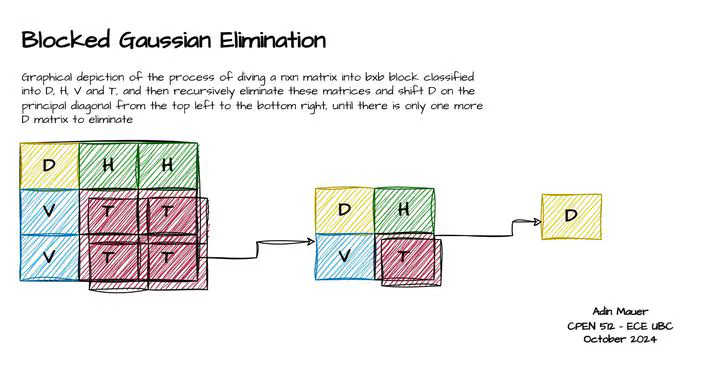 Blocked Gaussian Elimination
Graphical depiction of the process of diving a nxn matrix into bxb block classified
into D, H, V and T, and then recursively eliminate these matrices and shift D on the
principal diagonal from the top left to the bottom right, until there is only one more
D matrix to eliminate
D H H
V T T
V T T
D H
V T
D
Adin Mauer
CPEN 512 - ECE UBC
October 2024